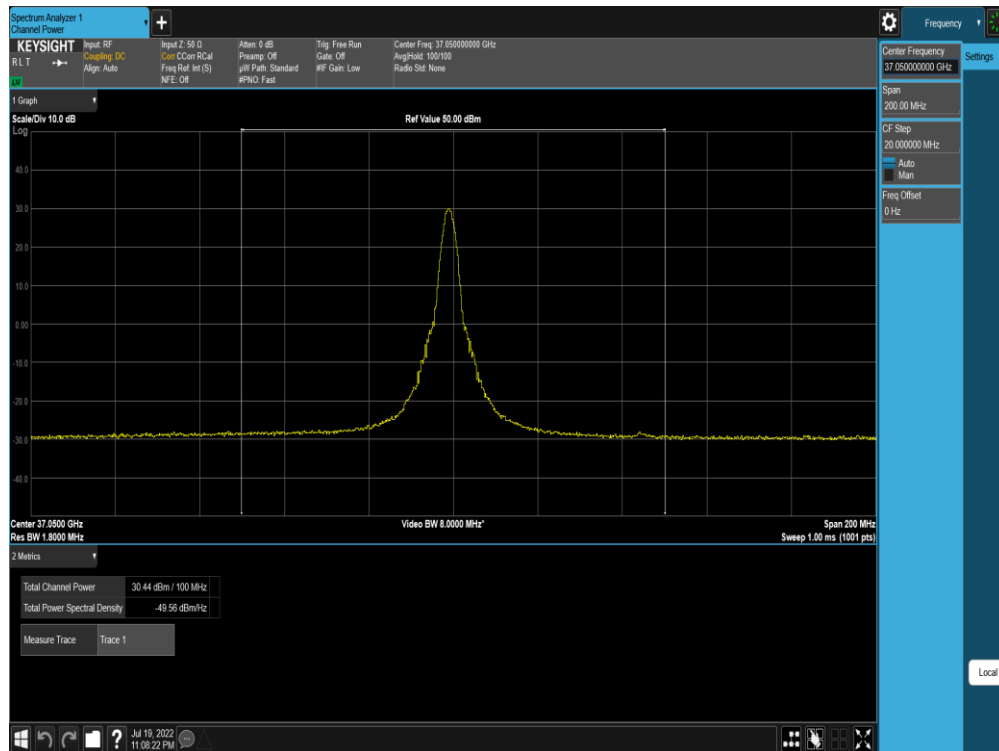 Spectrum Analyzer 1
Channel Power
+
Frequency
KEYSIGHT
R L T
LXI
Input: RF
Coupling: DC
Align: Auto
Input Z: 50 Ω
Corr CCorr RCal
Freq Ref: Int (S)
NFE: Off
Atten: 0 dB
Preamp: Off
µW Path: Standard
#PNO: Fast
Trig: Free Run
Gate: Off
#IF Gain: Low
Center Freq: 37.050000000 GHz
Avg|Hold: 100/100
Radio Std: None
Center Frequency
37.050000000 GHz
Settings
Span
200.00 MHz
CF Step
20.000000 MHz
Auto
Man
Freq Offset
0 Hz
1 Graph
Scale/Div 10.0 dB
Ref Value 50.00 dBm
Log
40.0
30.0
20.0
10.0
0.00
-10.0
-20.0
-30.0
-40.0
Center 37.0500 GHz
Video BW 8.0000 MHz*
Span 200 MHz
Res BW 1.8000 MHz
Sweep 1.00 ms (1001 pts)
2 Metrics
Total Channel Power 30.44 dBm / 100 MHz
Total Power Spectral Density -49.56 dBm/Hz
Measure Trace Trace 1
Local
?
Jul 19, 2022
11:08:22 PM